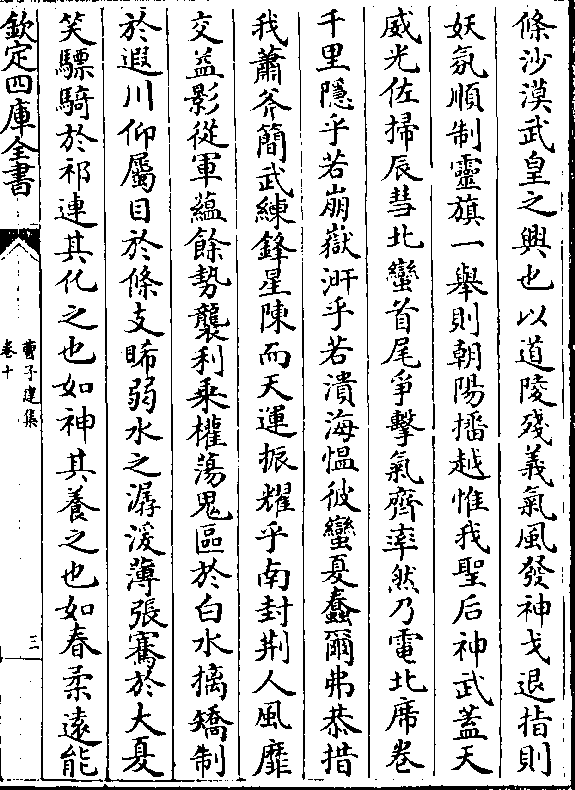 條沙漠武皇之興也以道陵殘義氣風發神戈退指則
妖氛順制靈旗一舉則朝陽播越惟我聖后神武蓋天
威光佐掃辰彗北蠻首尾爭擊氣齊率然乃電北席卷
千里隱乎若崩嶽湃乎若潰海愠彼蠻夏蠢爾弗恭措
我蕭斧簡武練鋒星陳而天運振耀乎南封荆人風靡
交益影從軍藴餘勢襲利乘權蕩鬼區於白水擒矯制
於遐川仰屬目於條支晞弱水之潺湲薄張騫於大夏
笑驃騎於祁連其化之也如神其養之也如春柔遠能
欽定四庫全書
曹子建集
卷十
三